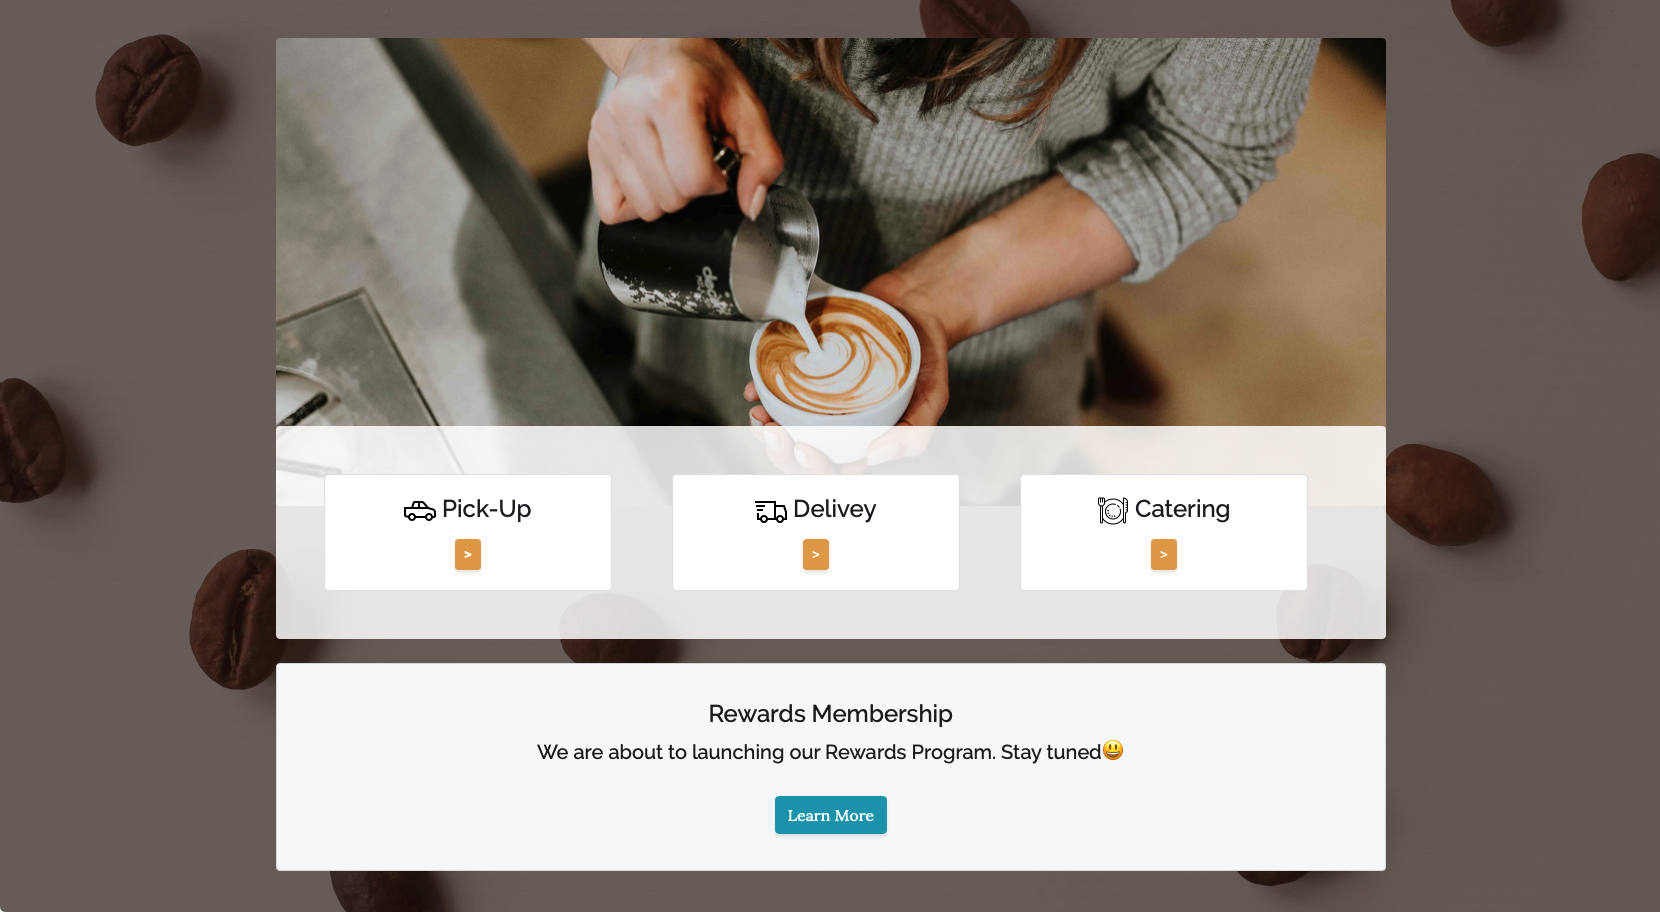 Pick-Up
>
Delivey
>
Catering
>
Rewards Membership
We are about to launching our Rewards Program. Stay tuned😃
Learn More